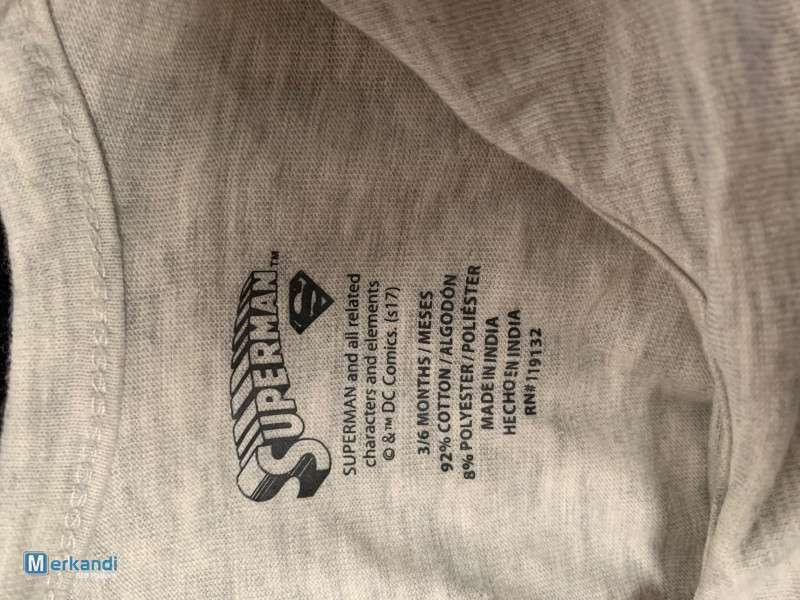 SUPERMAN™
SUPERMAN and all related
characters and elements
© & ™ DC Comics. (s17)
3/6 MONTHS / MESES
92% COTTON / ALGODÓN
8% POLYESTER / POLIÉSTER
MADE IN INDIA
HECHO EN INDIA
RN# 119132
Merkandi